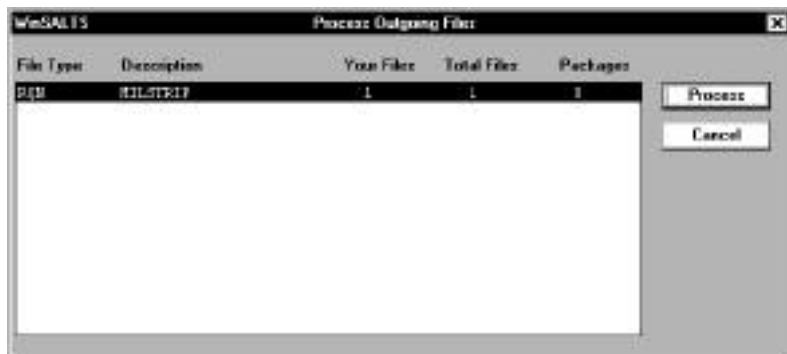 WinSALTS Process Outgoing Files
File Type Description Your Files Total Files Packages
MILSTRIP 1 1
Process
Cancel